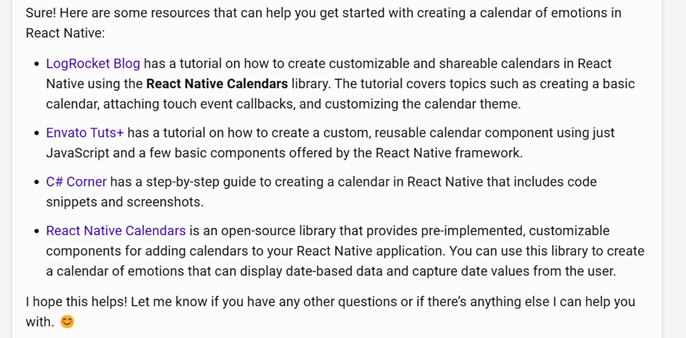 Sure! Here are some resources that can help you get started with creating a calendar of emotions in
React Native:
• LogRocket Blog has a tutorial on how to create customizable and shareable calendars in React
Native using the React Native Calendars library. The tutorial covers topics such as creating a basic
calendar, attaching touch event callbacks, and customizing the calendar theme.
• Envato Tuts+ has a tutorial on how to create a custom, reusable calendar component using just
JavaScript and a few basic components offered by the React Native framework.
• C# Corner has a step-by-step guide to creating a calendar in React Native that includes code
snippets and screenshots.
• React Native Calendars is an open-source library that provides pre-implemented, customizable
components for adding calendars to your React Native application. You can use this library to create
a calendar of emotions that can display date-based data and capture date values from the user.
I hope this helps! Let me know if you have any other questions or if there's anything else I can help you
with. 😊